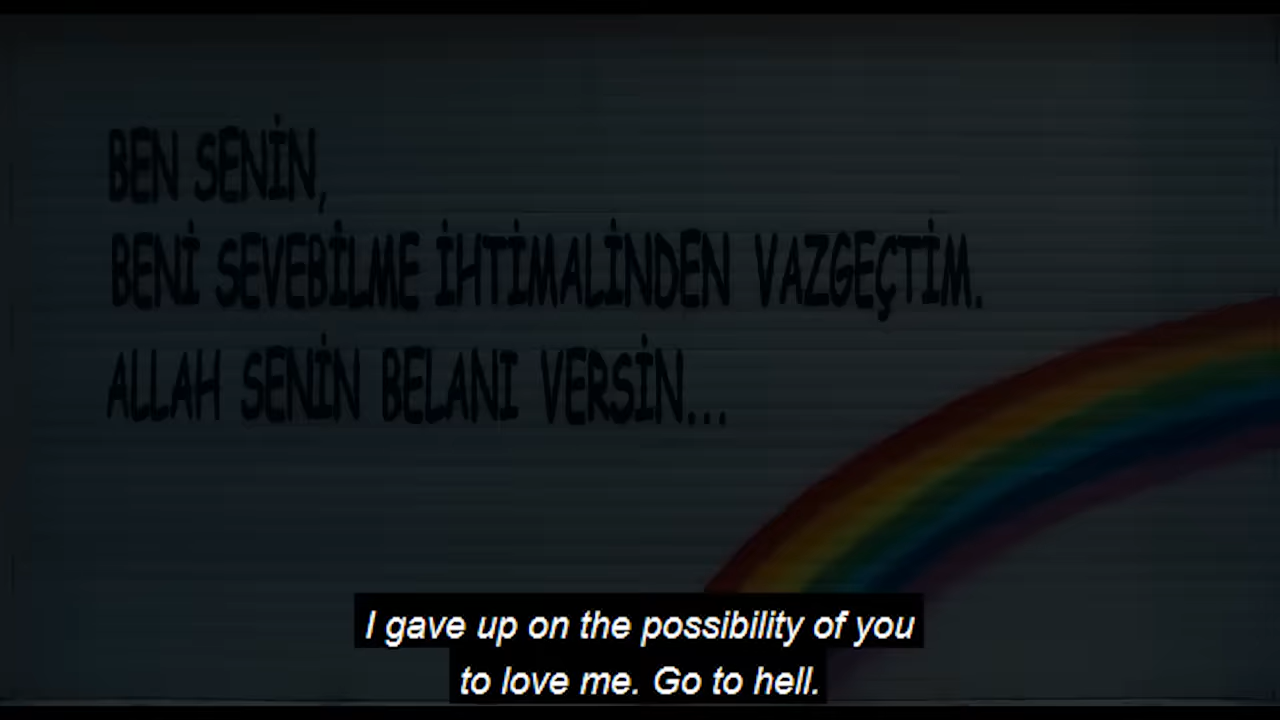 BEN SENİN,
BENİ SEVEBİLME İHTİMALİNDEN VAZGEÇTİM.
ALLAH SENİN BELANI VERSİN...
I gave up on the possibility of you
to love me. Go to hell.